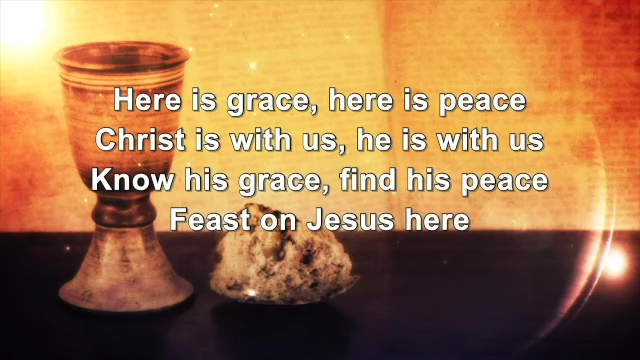 Here is grace, here is peace
Christ is with us, he is with us
Know his grace, find his peace
Feast on Jesus here